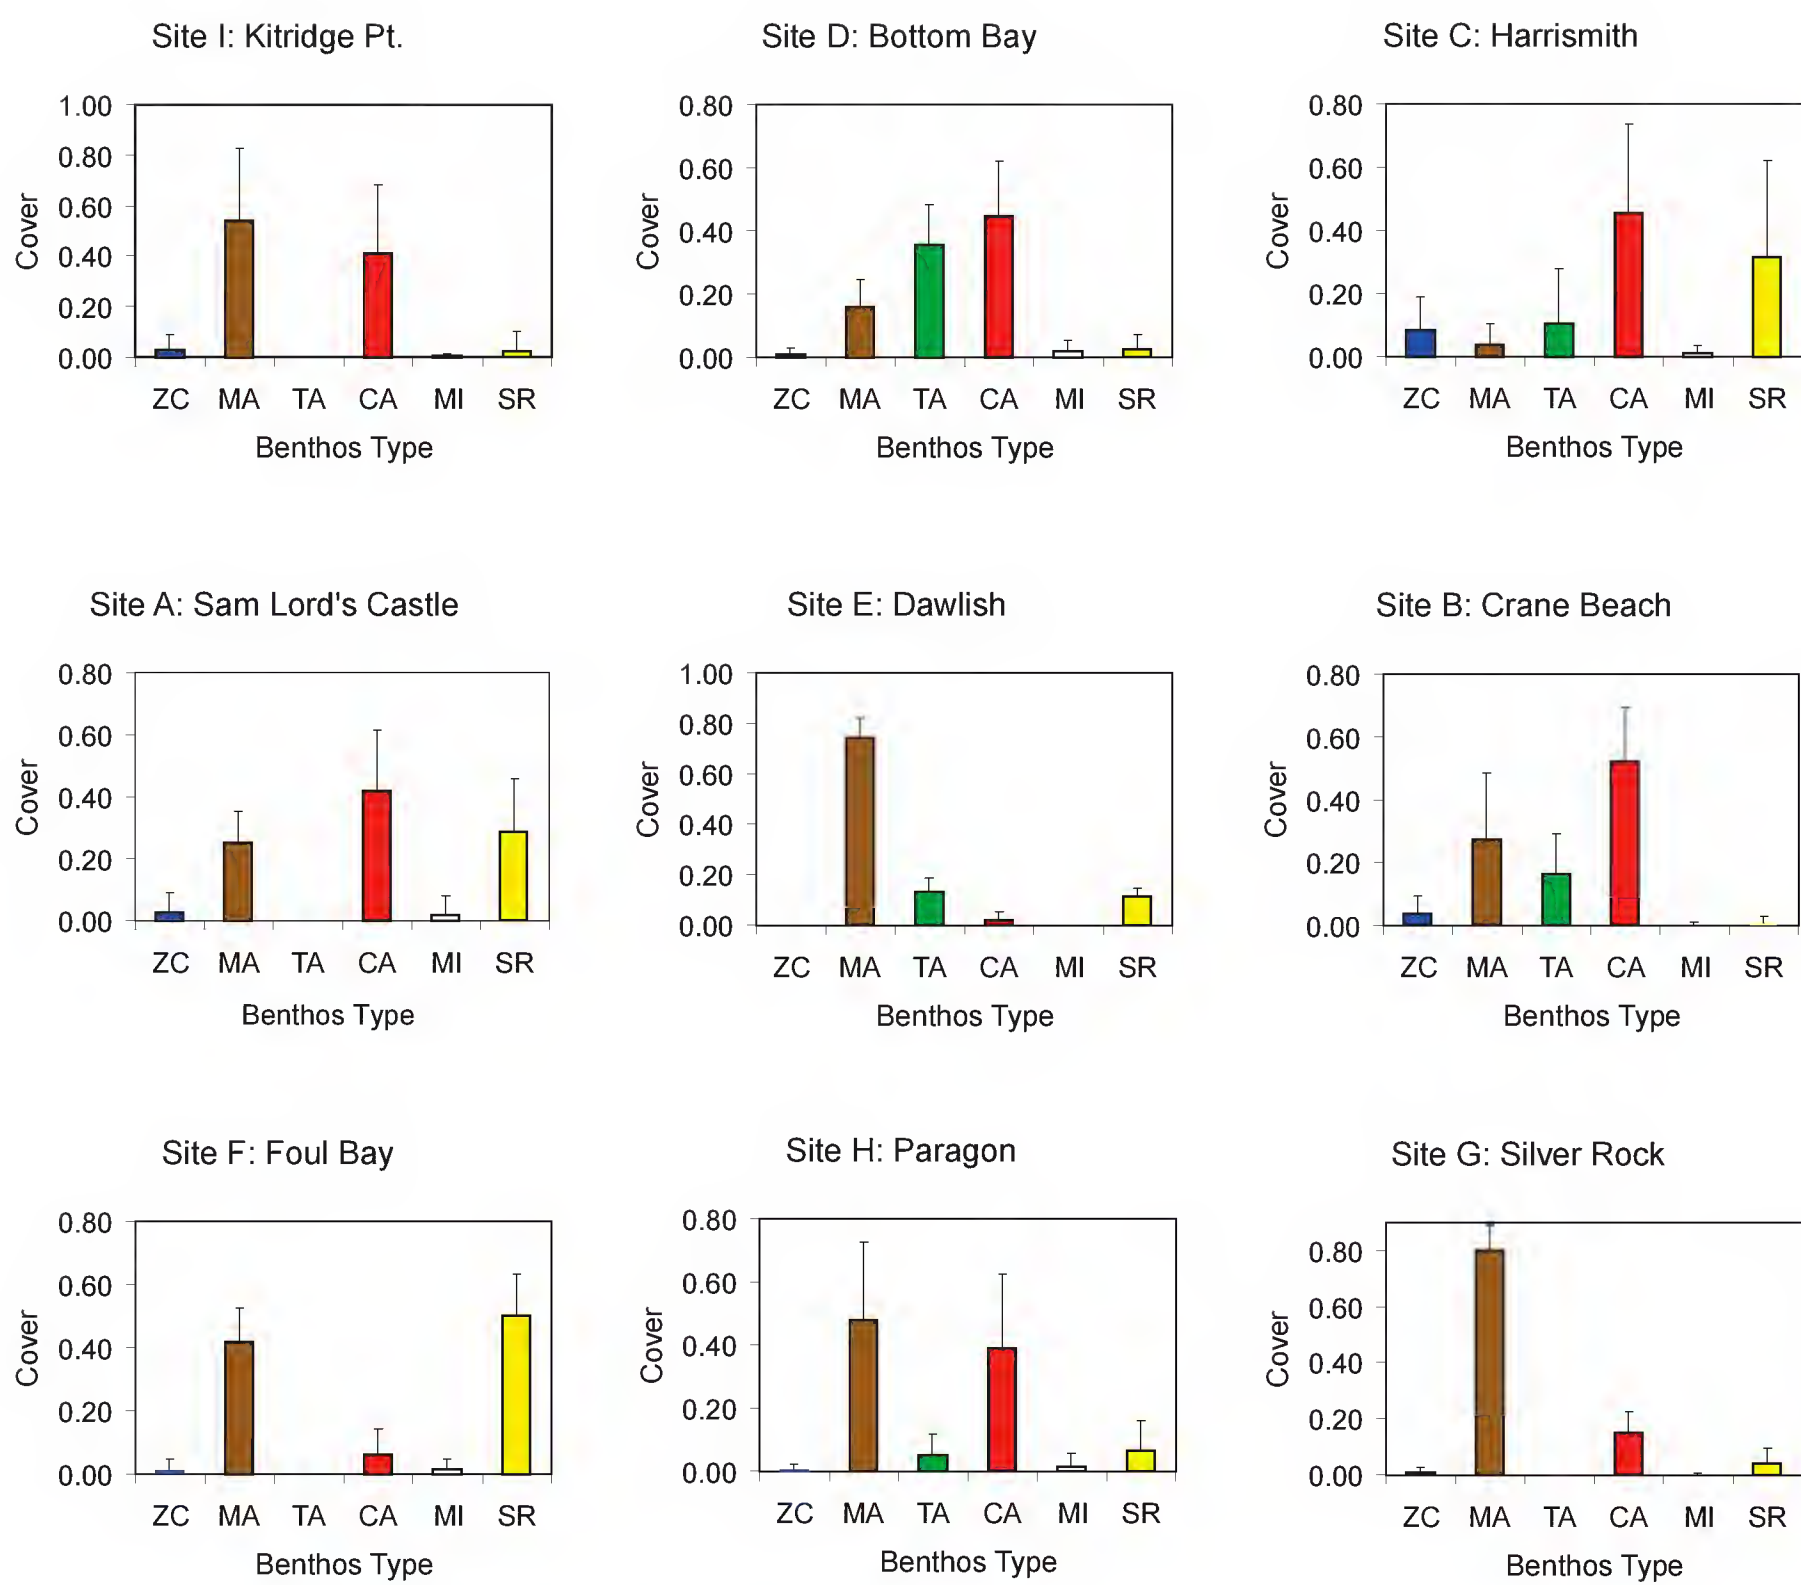 Site I: Kitridge Pt.
1.00
0.80
0.60
0.40
0.20
0.00
Cover
ZC MA TA CA MI SR
Benthos Type
Site D: Bottom Bay
0.80
0.60
0.40
0.20
0.00
Cover
ZC MA TA CA MI SR
Benthos Type
Site C: Harrismith
0.80
0.60
0.40
0.20
0.00
Cover
ZC MA TA CA MI SR
Benthos Type
Site A: Sam Lord's Castle
0.80
0.60
0.40
0.20
0.00
Cover
ZC MA TA CA MI SR
Benthos Type
Site E: Dawlish
1.00
0.80
0.60
0.40
0.20
0.00
Cover
ZC MA TA CA MI SR
Benthos Type
Site B: Crane Beach
0.80
0.60
0.40
0.20
0.00
Cover
ZC MA TA CA MI SR
Benthos Type
Site F: Foul Bay
0.80
0.60
0.40
0.20
0.00
Cover
ZC MA TA CA MI SR
Benthos Type
Site H: Paragon
0.80
0.60
0.40
0.20
0.00
Cover
ZC MA TA CA MI SR
Benthos Type
Site G: Silver Rock
0.80
0.60
0.40
0.20
0.00
Cover
ZC MA TA CA MI SR
Benthos Type